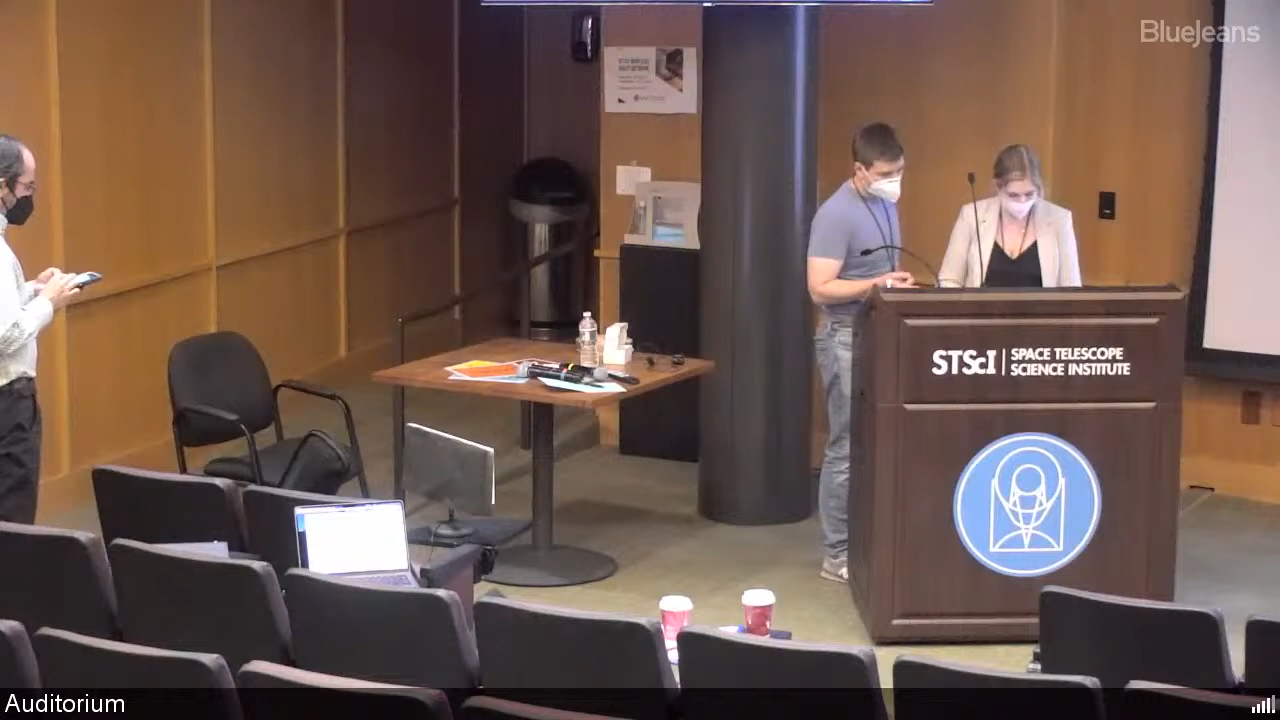 BlueJeans
STScI
SPACE TELESCOPE
SCIENCE INSTITUTE
Auditorium